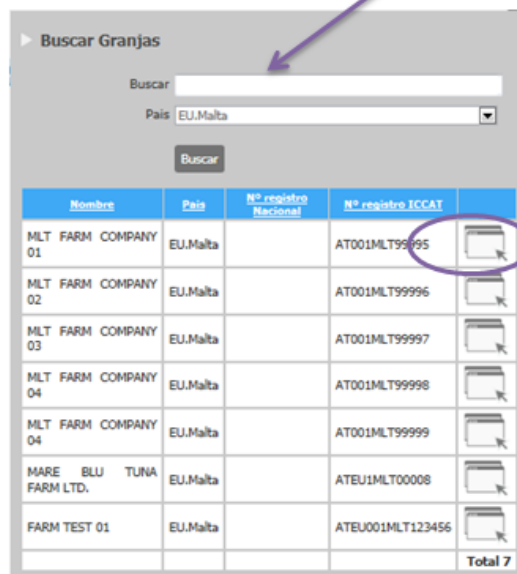 Buscar Granjas
Buscar
Pais EU.Malta
Buscar
Nombre Pais Nº registro Nacional Nº registro ICCAT
MLT FARM COMPANY 01 EU.Malta AT001MLT99995
MLT FARM COMPANY 02 EU.Malta AT001MLT99996
MLT FARM COMPANY 03 EU.Malta AT001MLT99997
MLT FARM COMPANY 04 EU.Malta AT001MLT99998
MLT FARM COMPANY 04 EU.Malta AT001MLT99999
MARE BLU TUNA FARM LTD. EU.Malta ATEU1MLT00008
FARM TEST 01 EU.Malta ATEU001MLT123456
Total 7